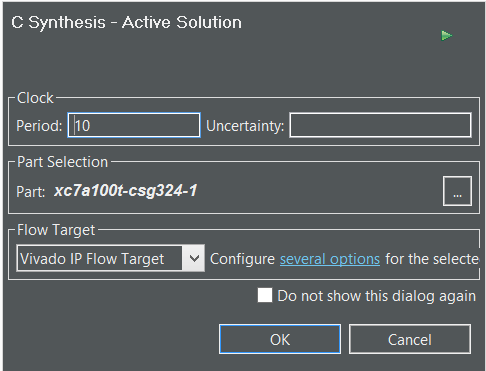 C Synthesis - Active Solution
Clock
Period: 10 Uncertainty:
Part Selection
Part: xc7a100t-csg324-1 ...
Flow Target
Vivado IP Flow Target Configure several options for the selecte
Do not show this dialog again
OK Cancel